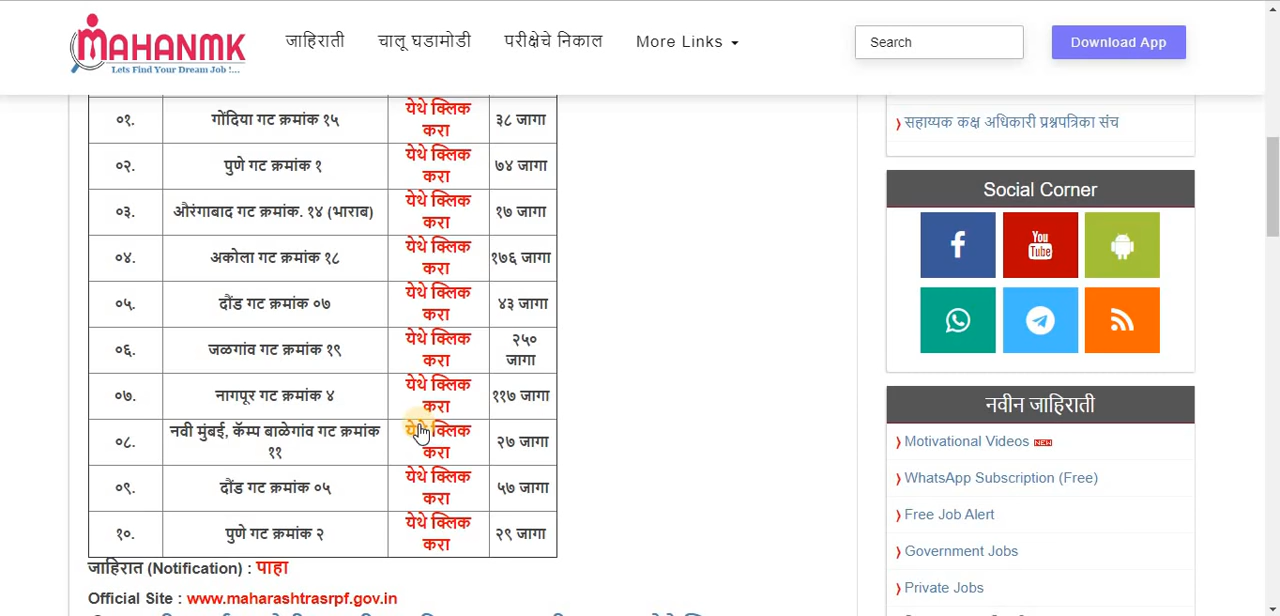 MAHANMK
Lets Find Your Dream Job !...
जाहिराती
चालू घडामोडी
परीक्षेचे निकाल
More Links
Search
Download App
०१. गोंदिया गट क्रमांक १५ येथे क्लिक करा ३८ जागा
०२. पुणे गट क्रमांक १ येथे क्लिक करा ७४ जागा
०३. औरंगाबाद गट क्रमांक. १४ (भाराब) येथे क्लिक करा १७ जागा
०४. अकोला गट क्रमांक १८ येथे क्लिक करा १७६ जागा
०५. दौंड गट क्रमांक ०७ येथे क्लिक करा ४३ जागा
०६. जळगांव गट क्रमांक १९ येथे क्लिक करा २५० जागा
०७. नागपूर गट क्रमांक ४ येथे क्लिक करा ११७ जागा
०८. नवी मुंबई, कॅम्प बाळेगांव गट क्रमांक ११ येथे क्लिक करा २७ जागा
०९. दौंड गट क्रमांक ०५ येथे क्लिक करा ५७ जागा
१०. पुणे गट क्रमांक २ येथे क्लिक करा २९ जागा
जाहिरात (Notification) : पाहा
Official Site : www.maharashtrasrpf.gov.in
सहाय्यक कक्ष अधिकारी प्रश्नपत्रिका संच
Social Corner
You
Tube
नवीन जाहिराती
Motivational Videos NEW
WhatsApp Subscription (Free)
Free Job Alert
Government Jobs
Private Jobs